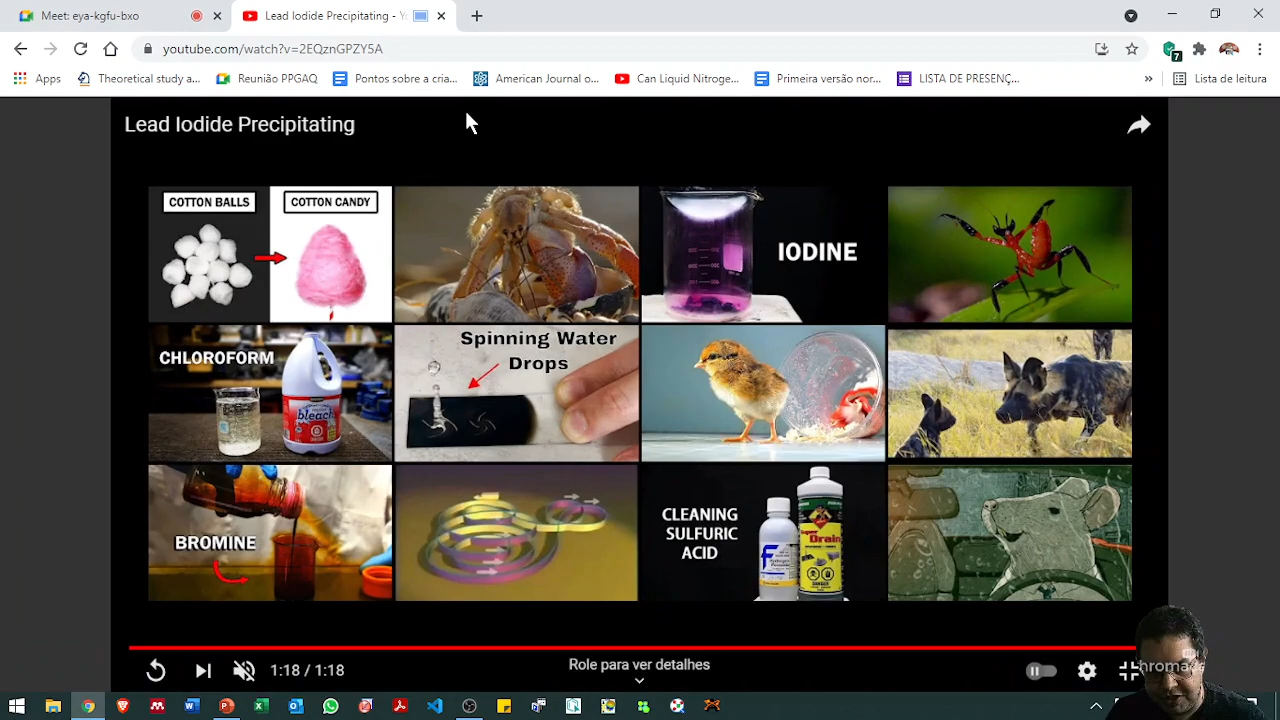 Meet: eya-kgfu-bxo
Lead Iodide Precipitating - Y
youtube.com/watch?v=2EQznGPZY5A
7
Apps
Theoretical study a...
Reunião PPGAQ
Pontos sobre a cria...
American Journal o...
Can Liquid Nitroge...
Primeira versão nor...
LISTA DE PRESENÇ...
»
Lista de leitura
Lead Iodide Precipitating
COTTON BALLS
COTTON CANDY
IODINE
CHLOROFORM
bleach
Spinning Water
Drops
BROMINE
CLEANING
SULFURIC
ACID
Super
Drain
DANGER
1:18 / 1:18
Role para ver detalhes